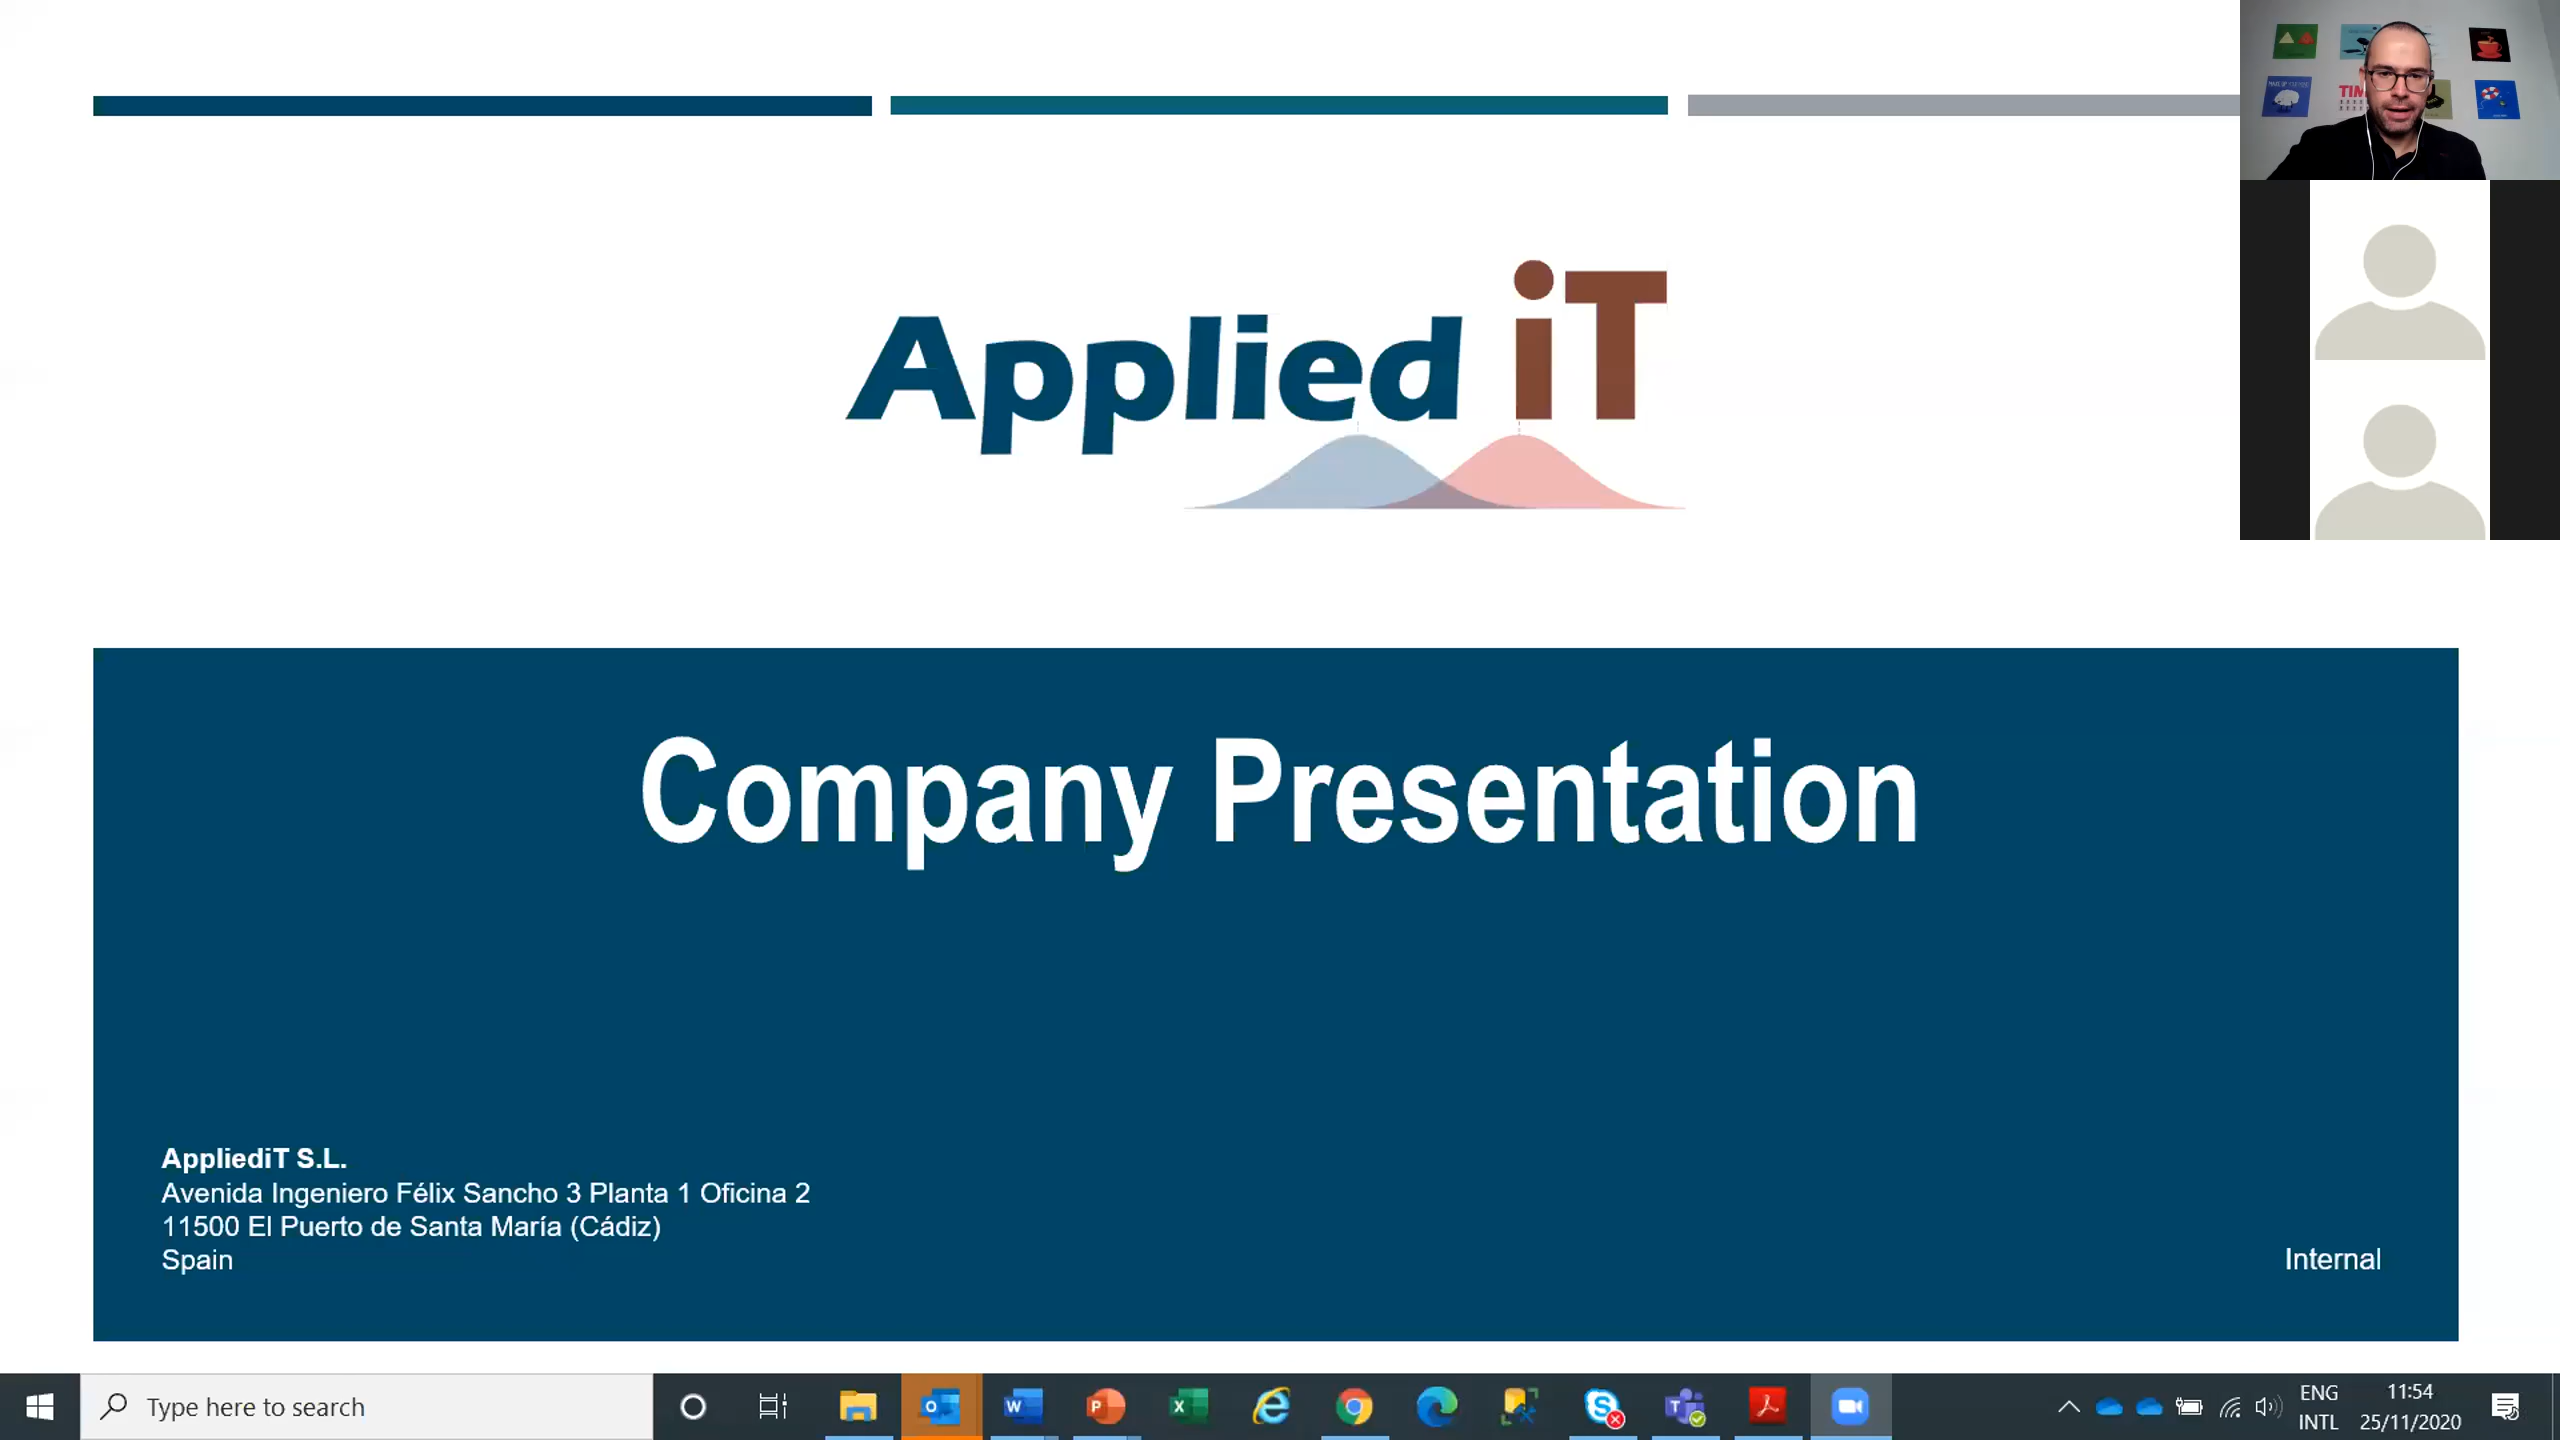 Applied iT
Company Presentation
AppliediT S.L.
Avenida Ingeniero Félix Sancho 3 Planta 1 Oficina 2
11500 El Puerto de Santa María (Cádiz)
Spain
Internal
Type here to search
ENG
INTL
11:54
25/11/2020